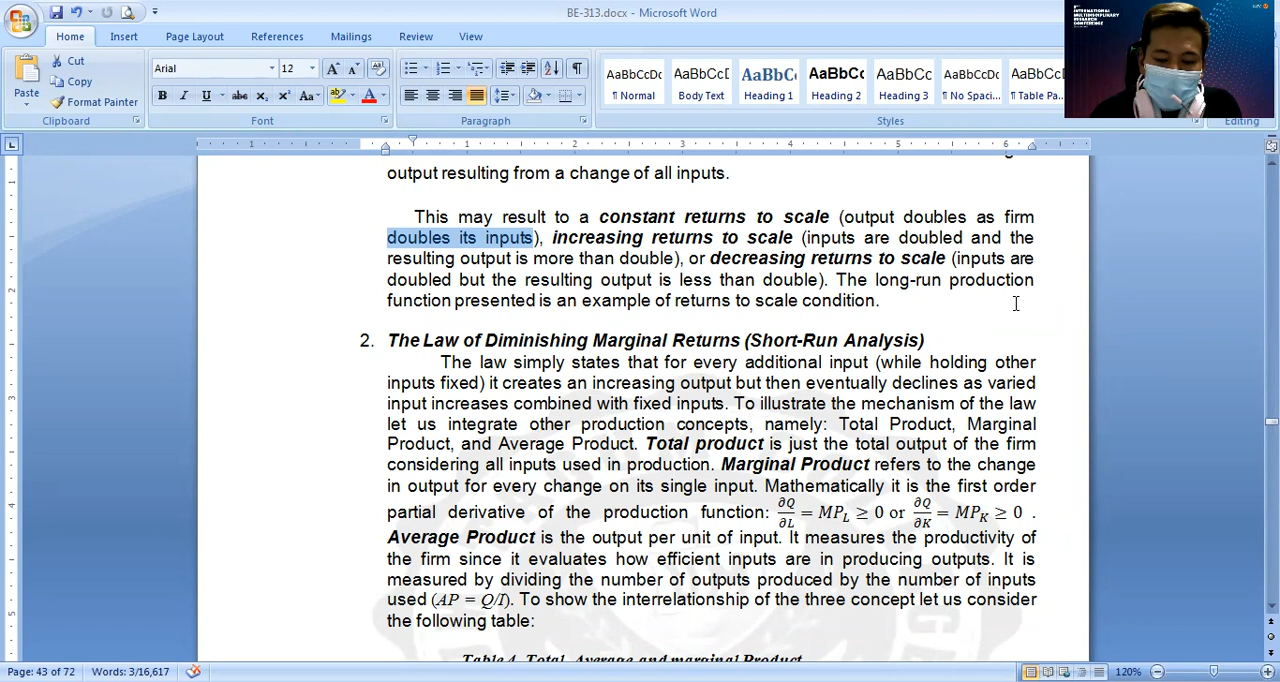 BE-313.docx - Microsoft Word
Home Insert Page Layout References Mailings Review View
Paste
Cut
Copy
Format Painter
Clipboard
Arial 12
Font
Paragraph
AaBbCcDc AaBbCcD AaBbC AaBbCc AaBbCc AaBbCcDc AaBbCcDc
¶ Normal Body Text Heading 1 Heading 2 Heading 3 ¶ No Spaci... ¶ Table Pa...
Styles
Editing
INTERNATIONAL
MULTIDISCIPLINARY
RESEARCH
CONFERENCE
output resulting from a change of all inputs.
This may result to a constant returns to scale (output doubles as firm
doubles its inputs), increasing returns to scale (inputs are doubled and the
resulting output is more than double), or decreasing returns to scale (inputs are
doubled but the resulting output is less than double). The long-run production
function presented is an example of returns to scale condition.
2. The Law of Diminishing Marginal Returns (Short-Run Analysis)
The law simply states that for every additional input (while holding other
inputs fixed) it creates an increasing output but then eventually declines as varied
input increases combined with fixed inputs. To illustrate the mechanism of the law
let us integrate other production concepts, namely: Total Product, Marginal
Product, and Average Product. Total product is just the total output of the firm
considering all inputs used in production. Marginal Product refers to the change
in output for every change on its single input. Mathematically it is the first order
partial derivative of the production function: ∂Q/∂L = MP_L ≥ 0 or ∂Q/∂K = MP_K ≥ 0 .
Average Product is the output per unit of input. It measures the productivity of
the firm since it evaluates how efficient inputs are in producing outputs. It is
measured by dividing the number of outputs produced by the number of inputs
used (AP = Q/I). To show the interrelationship of the three concept let us consider
the following table:
Table 4. Total, Average and marginal Product
Page: 43 of 72 Words: 3/16,617 120%